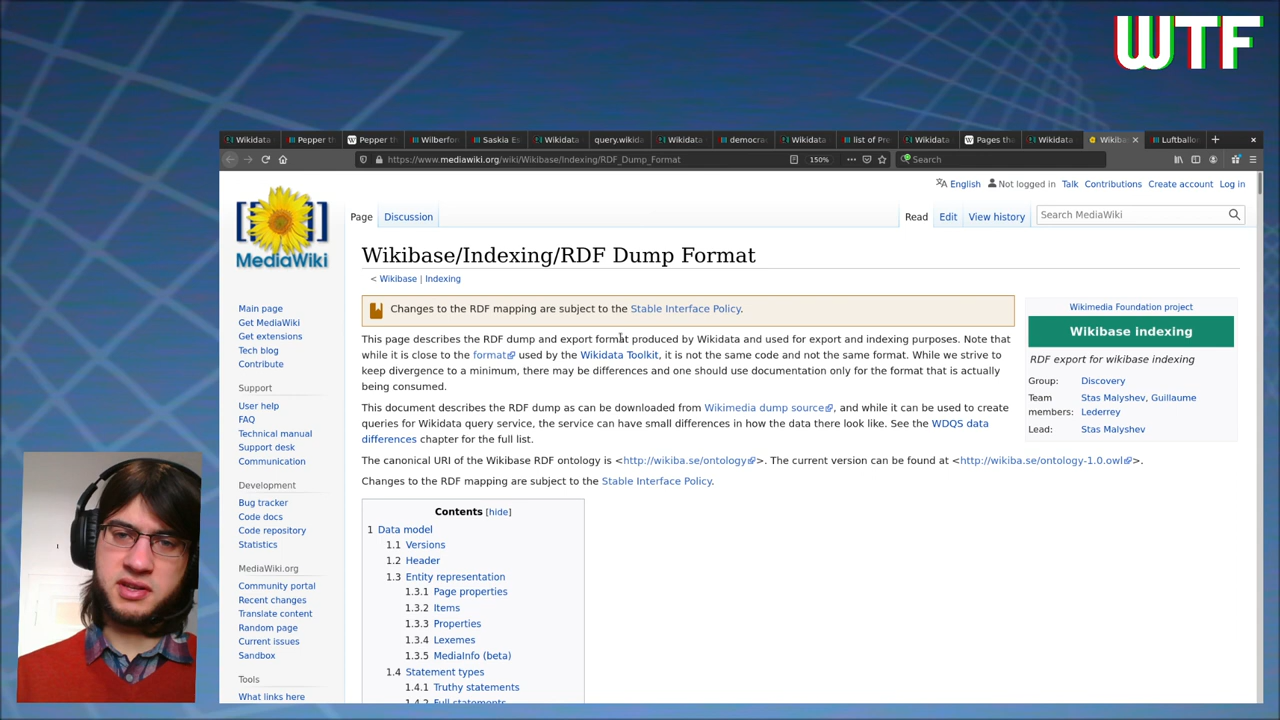 WTF
Wikidata
Pepper th
Pepper th
Wilberfor
Saskia Es
Wikidata
query.wikida
Wikidata
democra
Wikidata
list of Pre
Wikidata
Pages tha
Wikidata
Wikiba
Luftballo
https://www.mediawiki.org/wiki/Wikibase/Indexing/RDF_Dump_Format
150%
Search
English Not logged in Talk Contributions Create account Log in
Page Discussion Read Edit View history Search MediaWiki
MediaWiki
Wikibase/Indexing/RDF Dump Format
< Wikibase | Indexing
Changes to the RDF mapping are subject to the Stable Interface Policy.
This page describes the RDF dump and export format produced by Wikidata and used for export and indexing purposes. Note that
while it is close to the format used by the Wikidata Toolkit, it is not the same code and not the same format. While we strive to
keep divergence to a minimum, there may be differences and one should use documentation only for the format that is actually
being consumed.
This document describes the RDF dump as can be downloaded from Wikimedia dump source, and while it can be used to create
queries for Wikidata query service, the service can have small differences in how the data there look like. See the WDQS data
differences chapter for the full list.
The canonical URI of the Wikibase RDF ontology is <http://wikiba.se/ontology>. The current version can be found at <http://wikiba.se/ontology-1.0.owl>.
Changes to the RDF mapping are subject to the Stable Interface Policy.
Wikimedia Foundation project
Wikibase indexing
RDF export for wikibase indexing
Group: Discovery
Team members: Stas Malyshev, Guillaume
Lederrey
Lead: Stas Malyshev
Contents [hide]
1 Data model
1.1 Versions
1.2 Header
1.3 Entity representation
1.3.1 Page properties
1.3.2 Items
1.3.3 Properties
1.3.4 Lexemes
1.3.5 MediaInfo (beta)
1.4 Statement types
1.4.1 Truthy statements
1.4.2 Full statements
Main page
Get MediaWiki
Get extensions
Tech blog
Contribute
Support
User help
FAQ
Technical manual
Support desk
Communication
Development
Bug tracker
Code docs
Code repository
Statistics
MediaWiki.org
Community portal
Recent changes
Translate content
Random page
Current issues
Sandbox
Tools
What links here